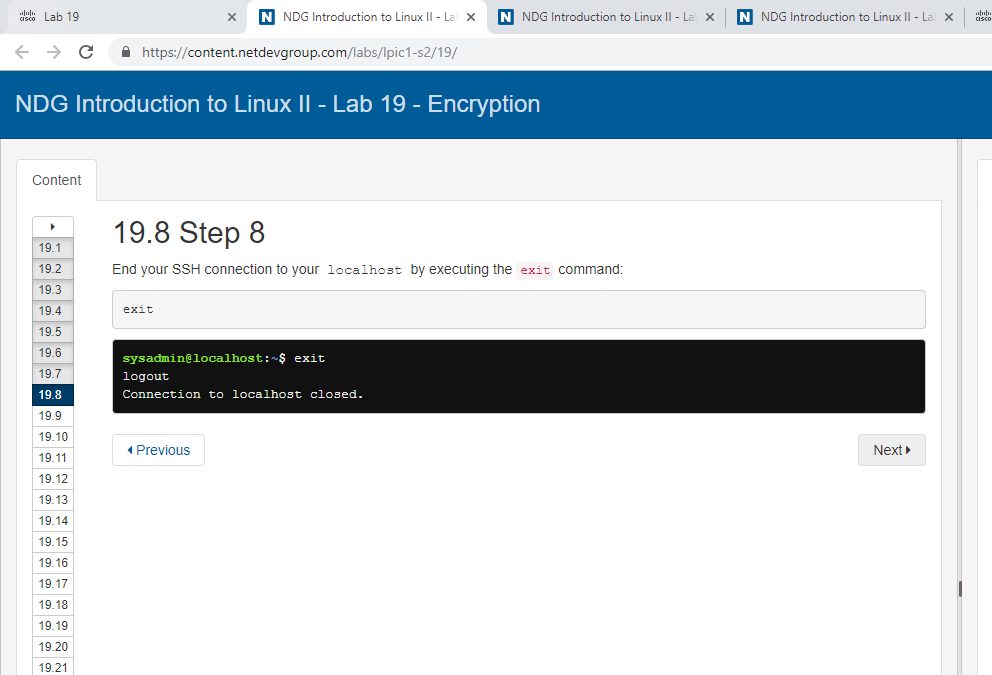 Lab 19
NDG Introduction to Linux II - La
NDG Introduction to Linux II - La
NDG Introduction to Linux II - La
https://content.netdevgroup.com/labs/lpic1-s2/19/
NDG Introduction to Linux II - Lab 19 - Encryption
Content
19.1
19.2
19.3
19.4
19.5
19.6
19.7
19.8
19.9
19.10
19.11
19.12
19.13
19.14
19.15
19.16
19.17
19.18
19.19
19.20
19.21
19.8 Step 8
End your SSH connection to your localhost by executing the exit command:
exit
sysadmin@localhost:~$ exit
logout
Connection to localhost closed.
Previous
Next